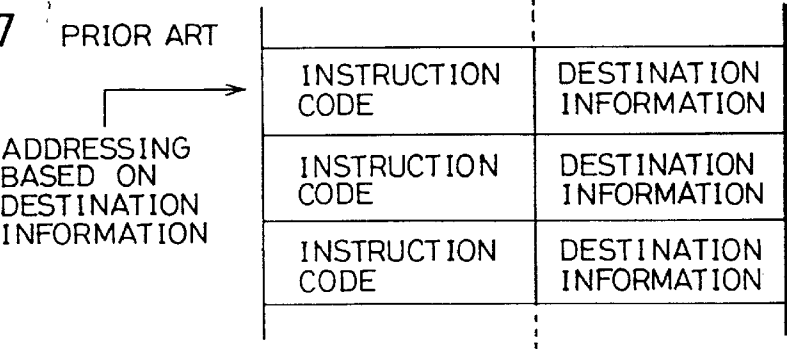 7 PRIOR ART
INSTRUCTION
CODE
DESTINATION
INFORMATION
ADDRESSING
BASED ON
DESTINATION
INFORMATION
INSTRUCTION
CODE
DESTINATION
INFORMATION
INSTRUCTION
CODE
DESTINATION
INFORMATION